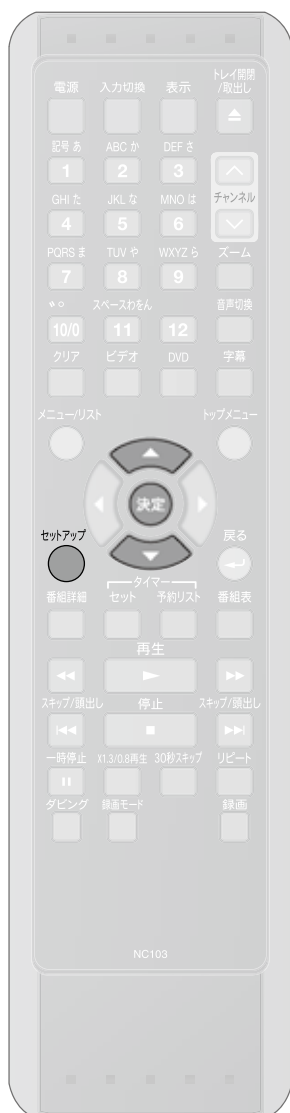 トレイ開閉
電源 入力切換 表示 /取出し
記号 あ ABC か DEF さ
1 2 3
GHI た JKL な MNO は チャンネル
4 5 6
PQRS ま TUV や WXYZ ら ズーム
7 8 9
゛゜ スペースわをん 音声切換
10/0 11 12
クリア ビデオ DVD 字幕
メニュー/リスト トップメニュー
決定
セットアップ 戻る
タイマー
番組詳細 セット 予約リスト 番組表
再生
スキップ/頭出し 停止 スキップ/頭出し
一時停止 X1.3/0.8再生 30秒スキップ リピート
ダビング 録画モード 録画
NC103